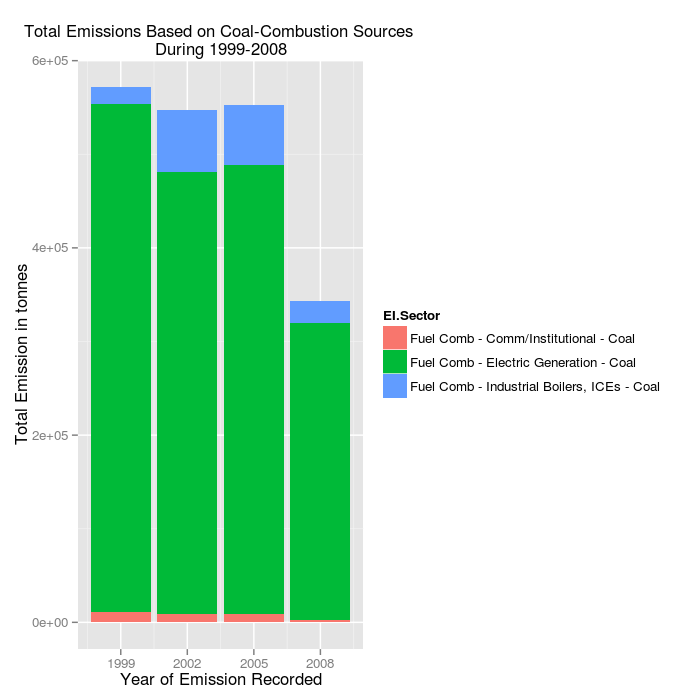 Total Emissions Based on Coal-Combustion Sources
During 1999-2008
6e+05
4e+05
2e+05
0e+00
Total Emission in tonnes
1999 2002 2005 2008
Year of Emission Recorded
EI.Sector
Fuel Comb - Comm/Institutional - Coal
Fuel Comb - Electric Generation - Coal
Fuel Comb - Industrial Boilers, ICEs - Coal